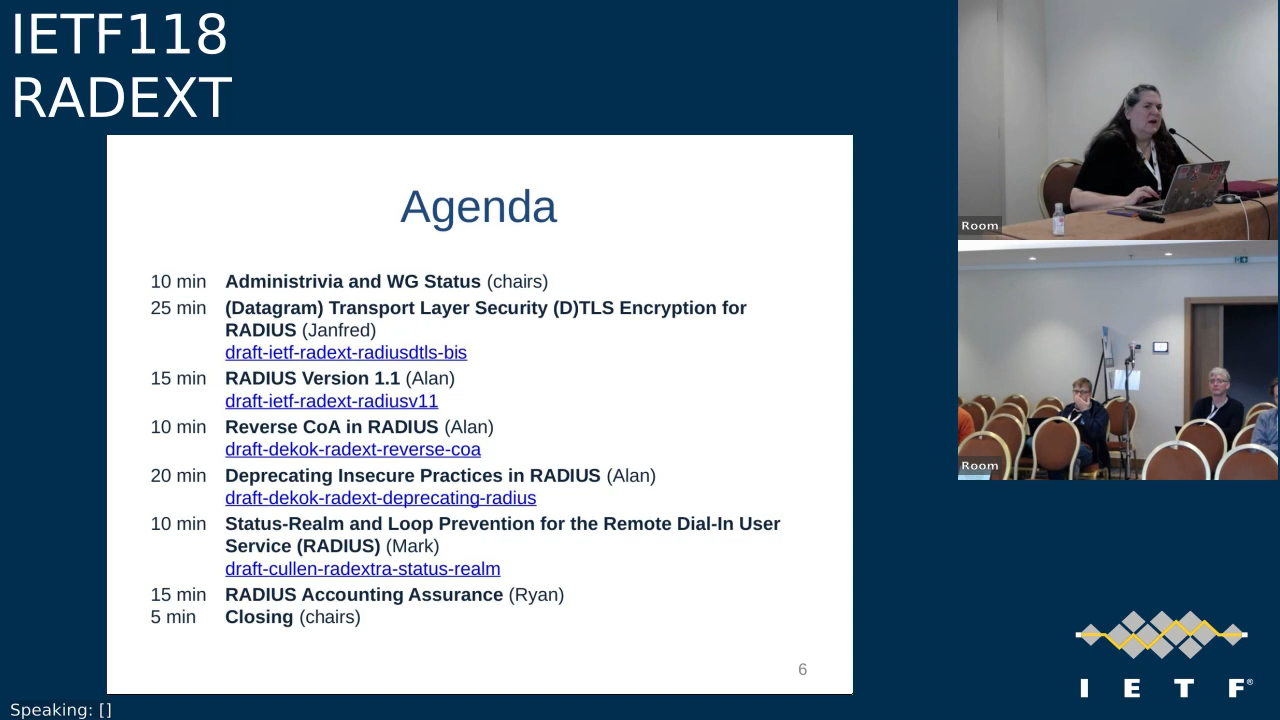 IETF118
RADEXT
Agenda
10 min Administrivia and WG Status (chairs)
25 min (Datagram) Transport Layer Security (D)TLS Encryption for
RADIUS (Janfred)
draft-ietf-radext-radiusdtls-bis
15 min RADIUS Version 1.1 (Alan)
draft-ietf-radext-radiusv11
10 min Reverse CoA in RADIUS (Alan)
draft-dekok-radext-reverse-coa
20 min Deprecating Insecure Practices in RADIUS (Alan)
draft-dekok-radext-deprecating-radius
10 min Status-Realm and Loop Prevention for the Remote Dial-In User
Service (RADIUS) (Mark)
draft-cullen-radextra-status-realm
15 min RADIUS Accounting Assurance (Ryan)
5 min Closing (chairs)
6
Room
Room
I E T F®
Speaking: []